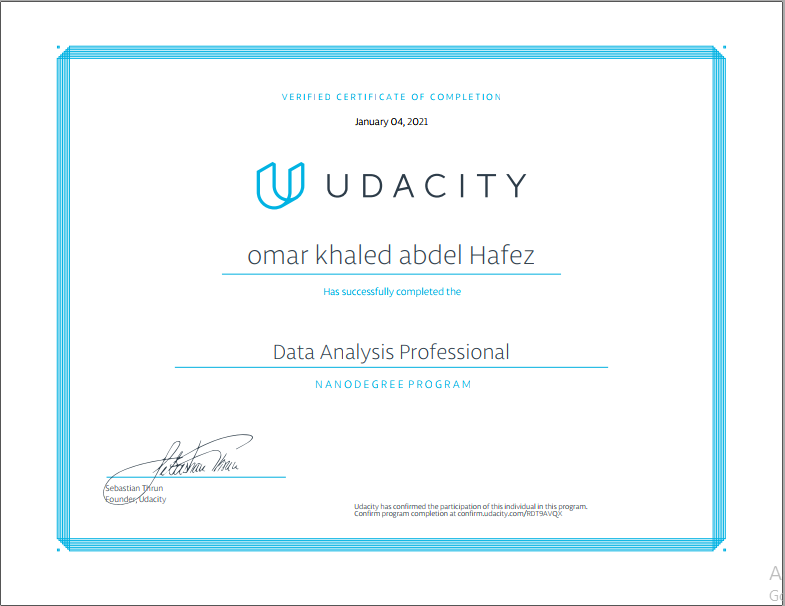 VERIFIED CERTIFICATE OF COMPLETION
January 04, 2021
UDACITY
omar khaled abdel Hafez
Has successfully completed the
Data Analysis Professional
NANODEGREE PROGRAM
Sebastian Thrun
Sebastian Thrun
Founder, Udacity
Udacity has confirmed the participation of this individual in this program.
Confirm program completion at confirm.udacity.com/RDT9AVQX